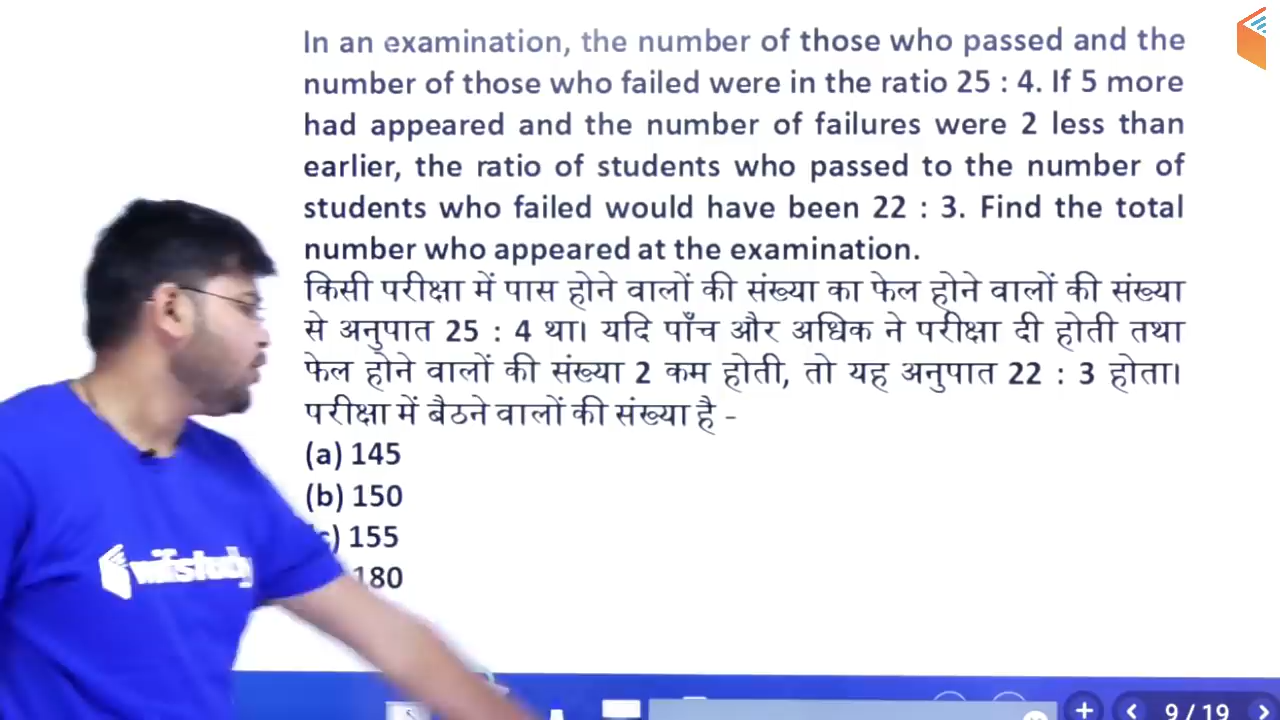 In an examination, the number of those who passed and the
number of those who failed were in the ratio 25 : 4. If 5 more
had appeared and the number of failures were 2 less than
earlier, the ratio of students who passed to the number of
students who failed would have been 22 : 3. Find the total
number who appeared at the examination.
किसी परीक्षा में पास होने वालों की संख्या का फेल होने वालों की संख्या
से अनुपात 25 : 4 था। यदि पाँच और अधिक ने परीक्षा दी होती तथा
फेल होने वालों की संख्या 2 कम होती, तो यह अनुपात 22 : 3 होता।
परीक्षा में बैठने वालों की संख्या है -
(a) 145
(b) 150
c) 155
180
wifistudy
9 / 19